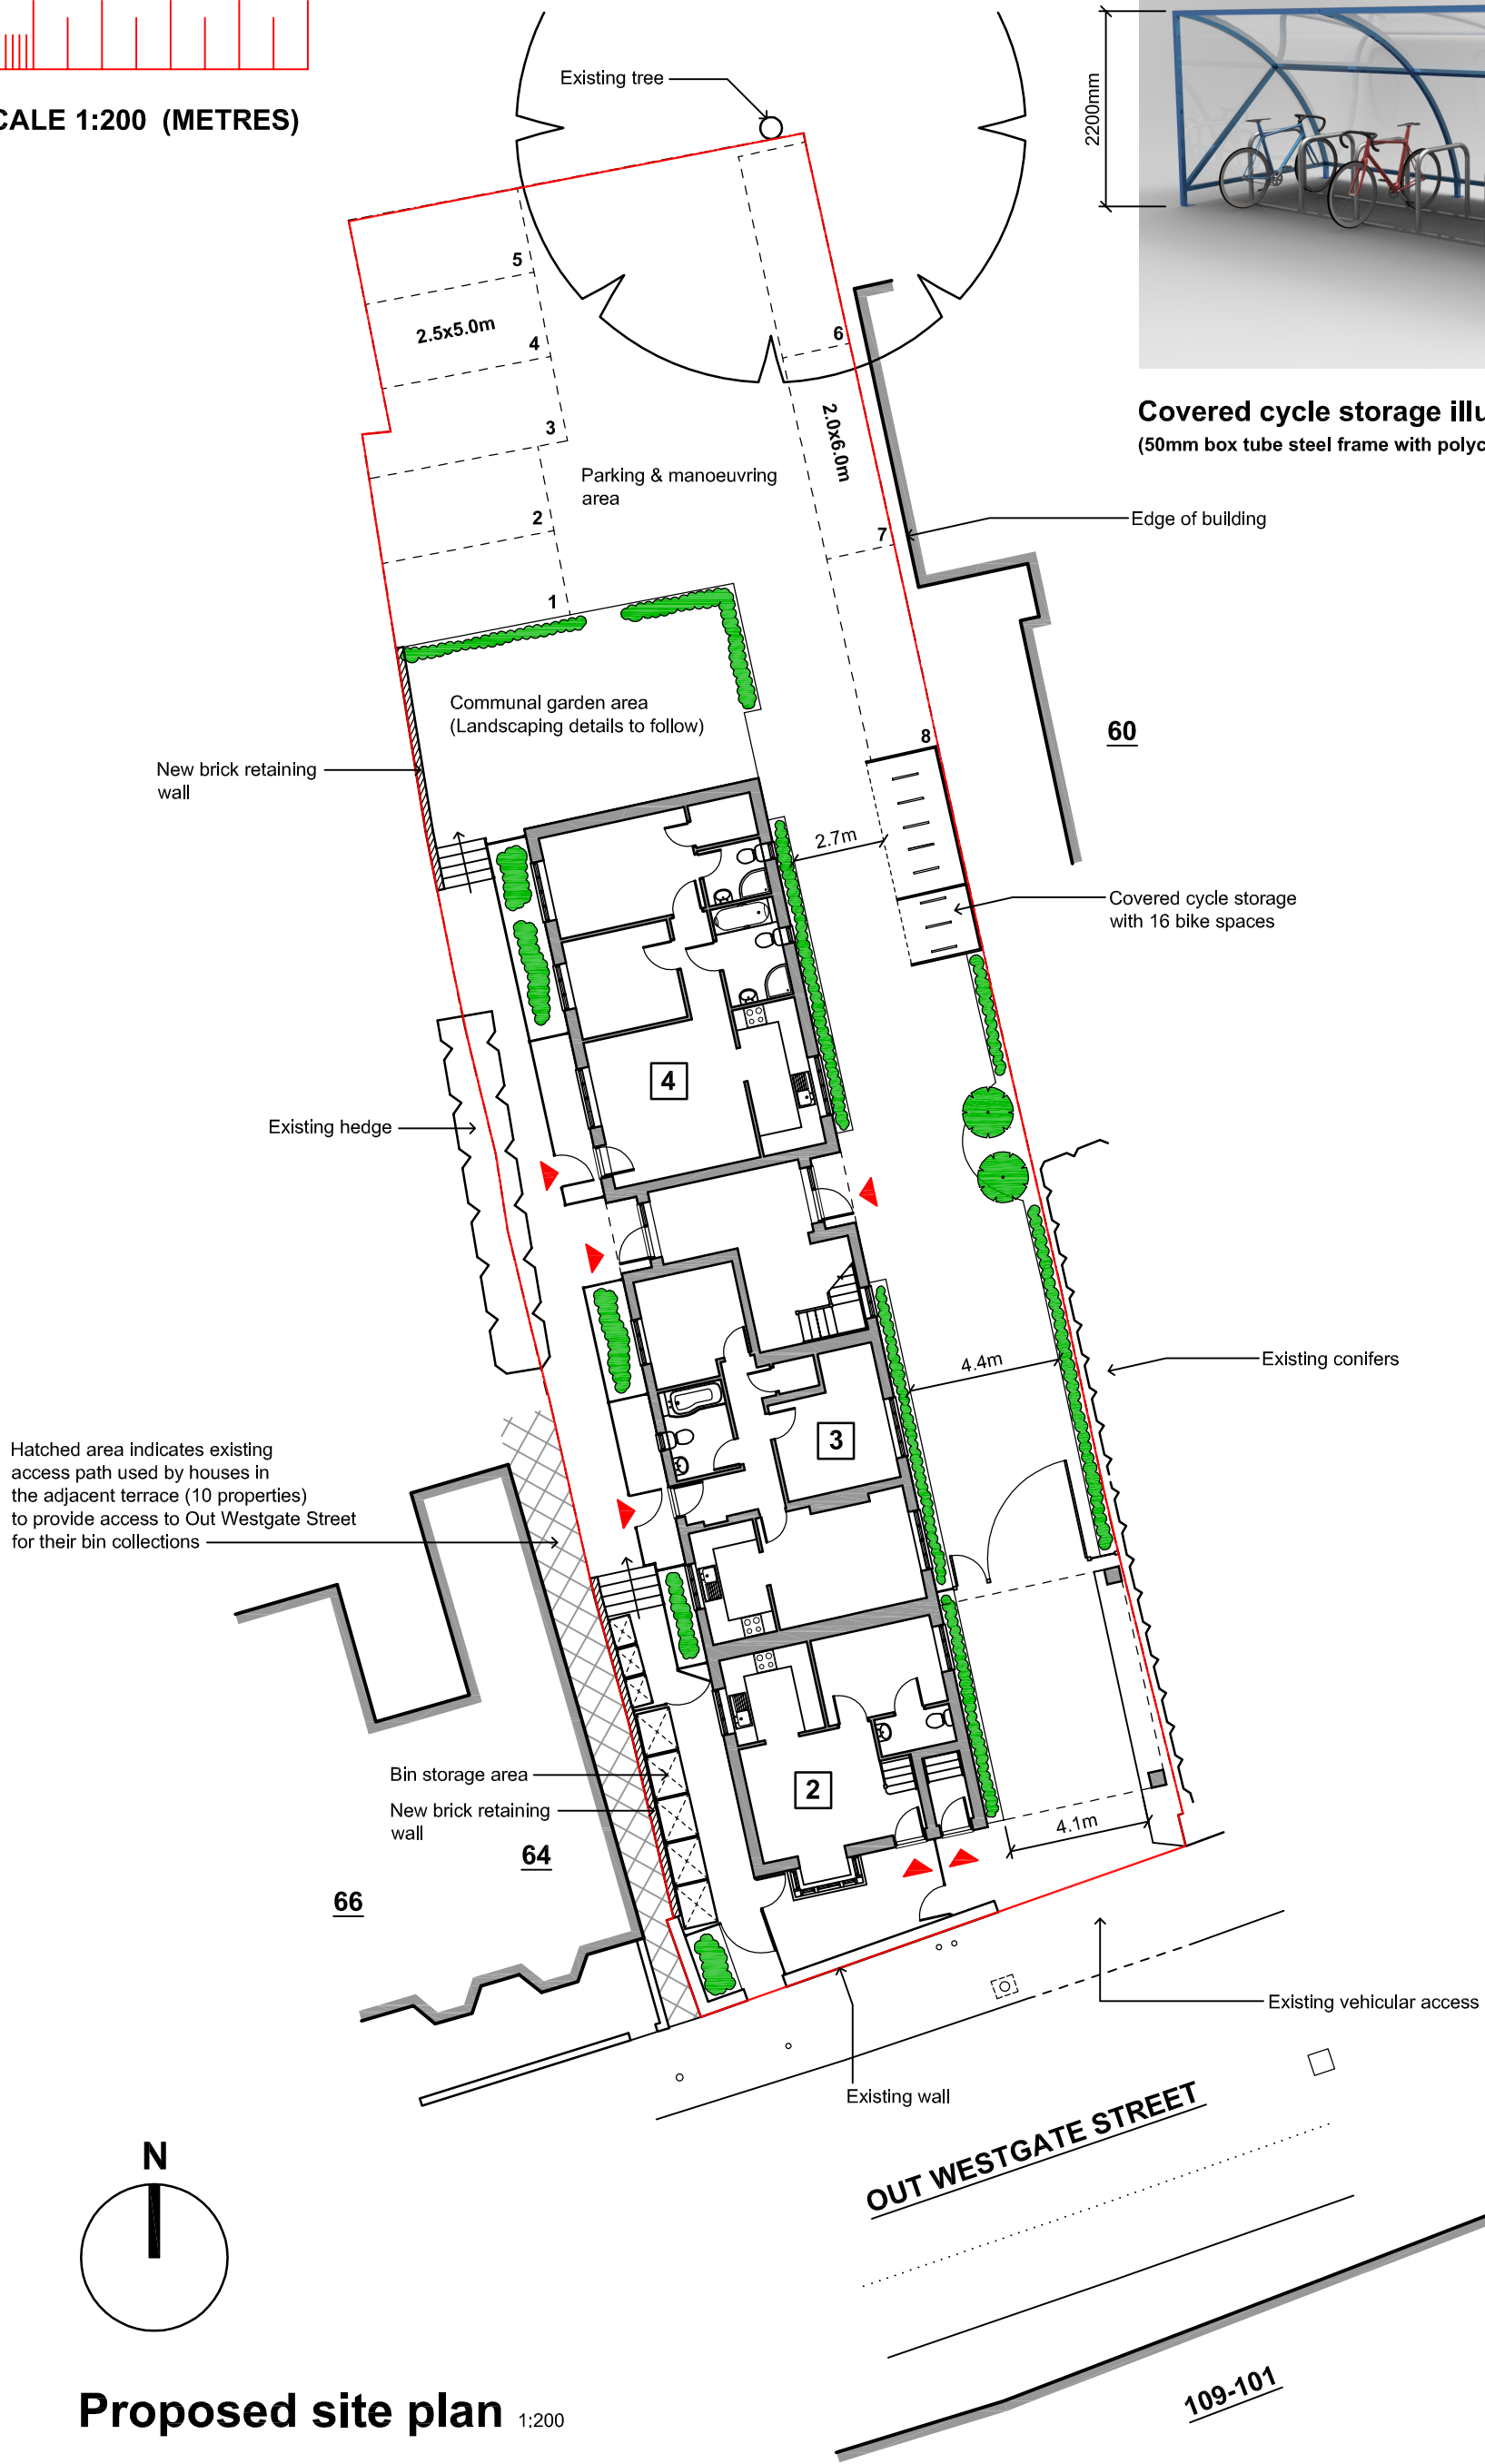 CALE 1:200 (METRES)
Existing tree
2200mm
5
2.5x5.0m
4
6
3
2.0x6.0m
Covered cycle storage illu
(50mm box tube steel frame with polyc
Parking & manoeuvring
area
2
7
Edge of building
1
Communal garden area
(Landscaping details to follow)
60
8
New brick retaining
wall
2.7m
Covered cycle storage
with 16 bike spaces
4
Existing hedge
4.4m
Existing conifers
3
Hatched area indicates existing
access path used by houses in
the adjacent terrace (10 properties)
to provide access to Out Westgate Street
for their bin collections
Bin storage area
2
New brick retaining
wall
4.1m
64
66
Existing vehicular access
Existing wall
OUT WESTGATE STREET
N
109-101
Proposed site plan 1:200